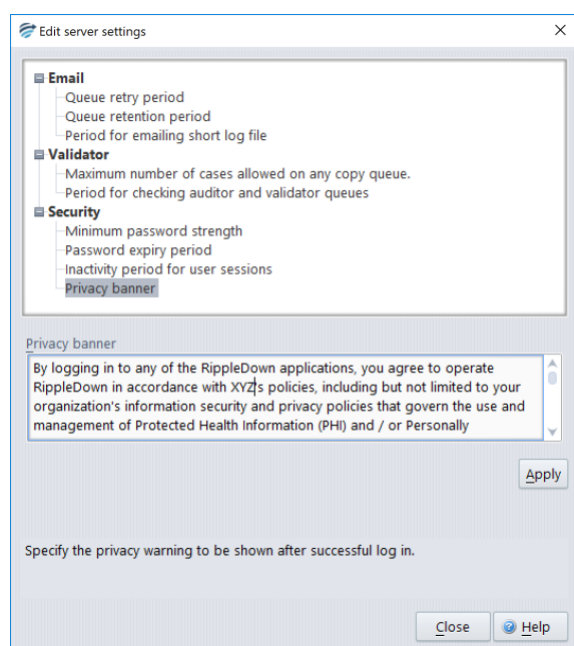 Edit server settings
Email
Queue retry period
Queue retention period
Period for emailing short log file
Validator
Maximum number of cases allowed on any copy queue.
Period for checking auditor and validator queues
Security
Minimum password strength
Password expiry period
Inactivity period for user sessions
Privacy banner
Privacy banner
By logging in to any of the RippleDown applications, you agree to operate
RippleDown in accordance with XYZ's policies, including but not limited to your
organization's information security and privacy policies that govern the use and
management of Protected Health Information (PHI) and / or Personally
Apply
Specify the privacy warning to be shown after successful log in.
Close
Help